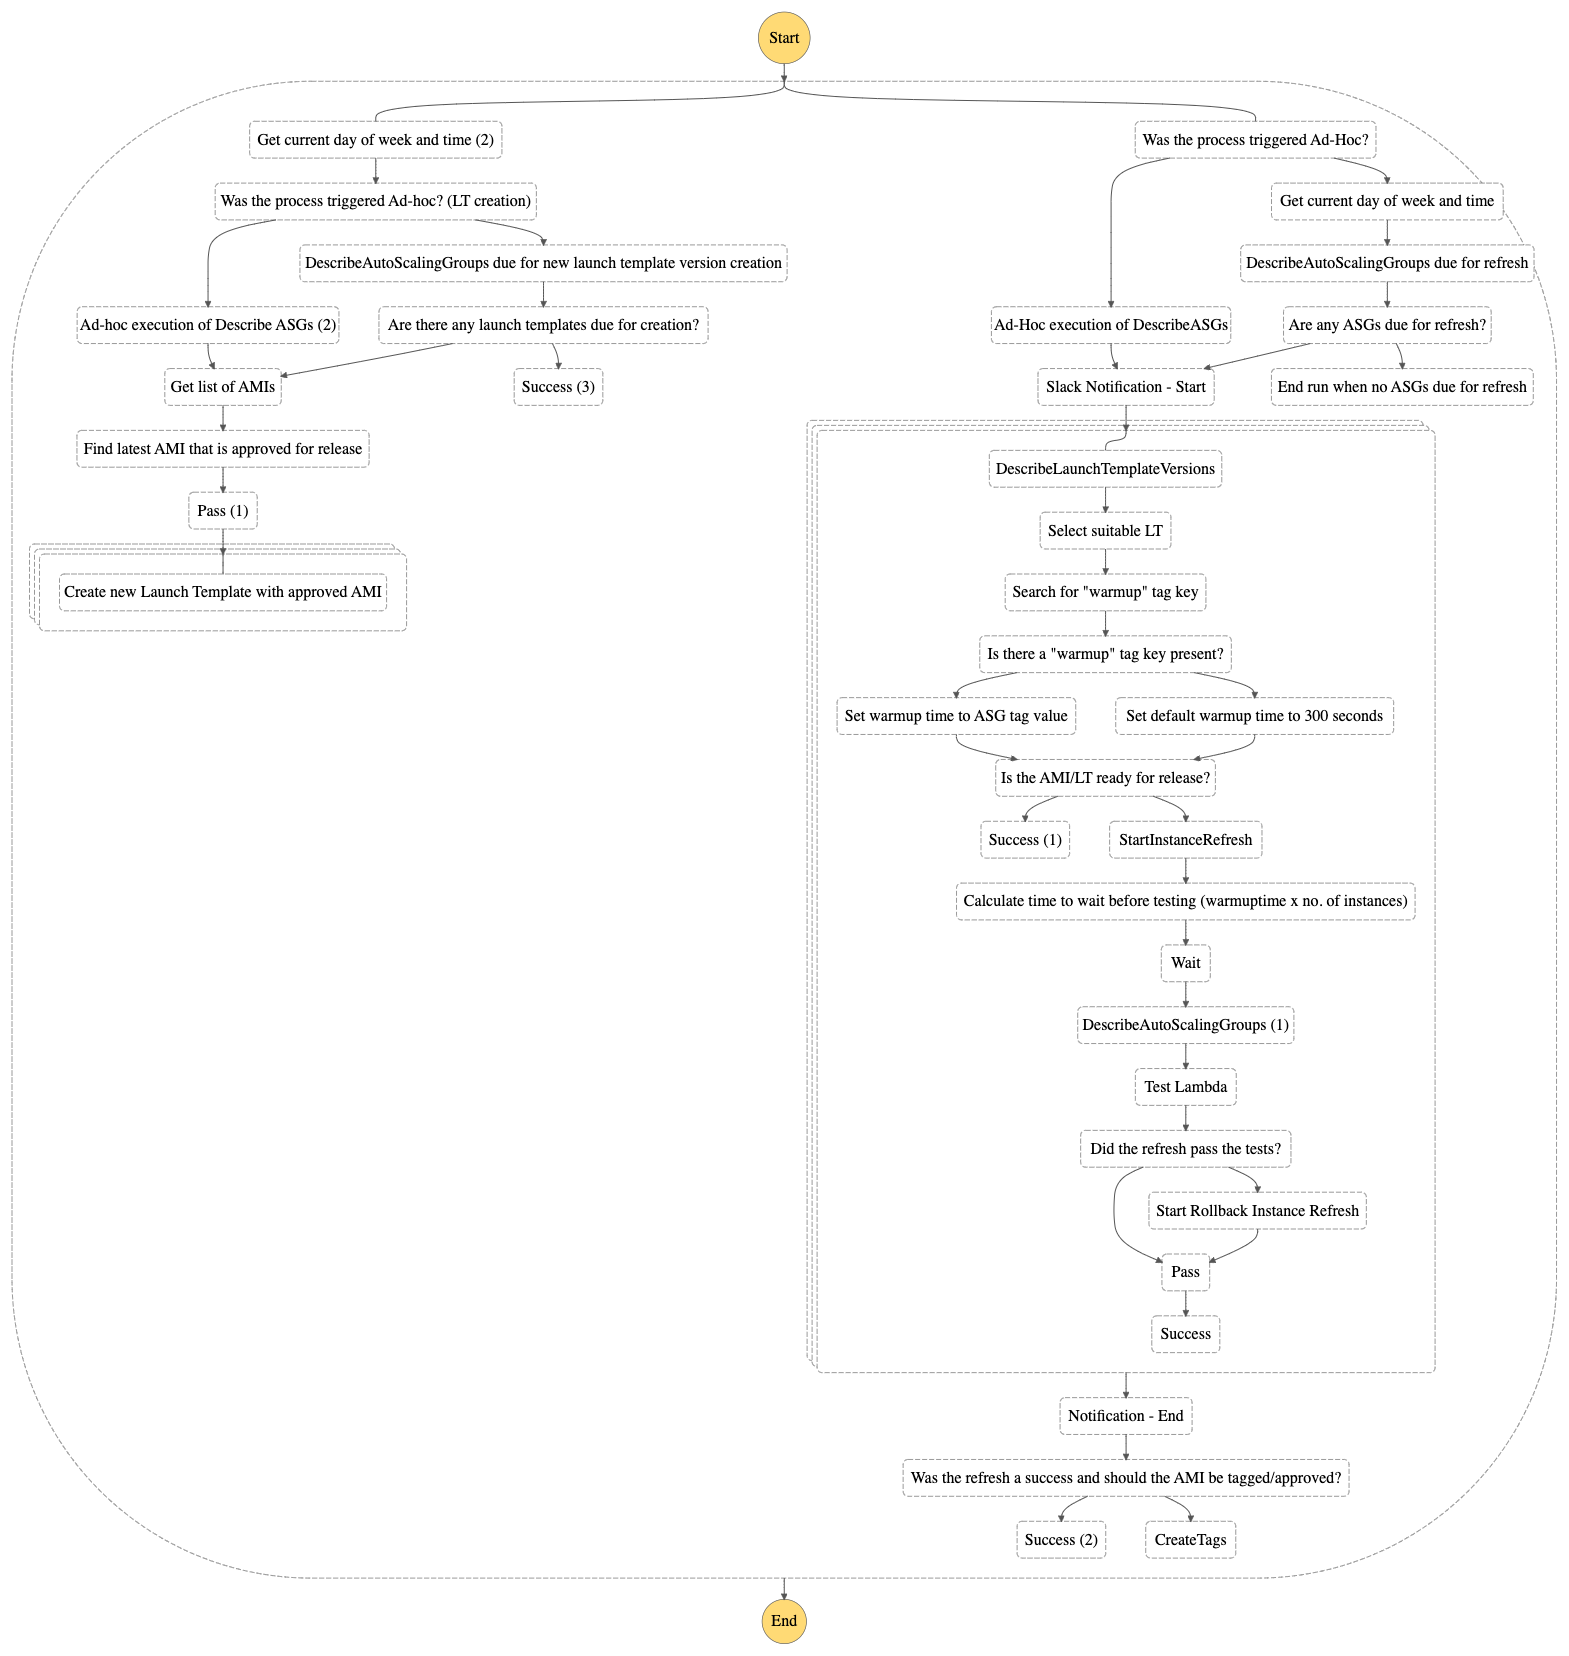 Start
Get current day of week and time (2)
Was the process triggered Ad-hoc? (LT creation)
DescribeAutoScalingGroups due for new launch template version creation
Ad-hoc execution of Describe ASGs (2)
Are there any launch templates due for creation?
Get list of AMIs
Success (3)
Find latest AMI that is approved for release
Pass (1)
Create new Launch Template with approved AMI
Was the process triggered Ad-Hoc?
Get current day of week and time
DescribeAutoScalingGroups due for refresh
Ad-Hoc execution of DescribeASGs
Are any ASGs due for refresh?
Slack Notification - Start
End run when no ASGs due for refresh
DescribeLaunchTemplateVersions
Select suitable LT
Search for "warmup" tag key
Is there a "warmup" tag key present?
Set warmup time to ASG tag value
Set default warmup time to 300 seconds
Is the AMI/LT ready for release?
Success (1)
StartInstanceRefresh
Calculate time to wait before testing (warmuptime x no. of instances)
Wait
DescribeAutoScalingGroups (1)
Test Lambda
Did the refresh pass the tests?
Start Rollback Instance Refresh
Pass
Success
Notification - End
Was the refresh a success and should the AMI be tagged/approved?
Success (2)
CreateTags
End